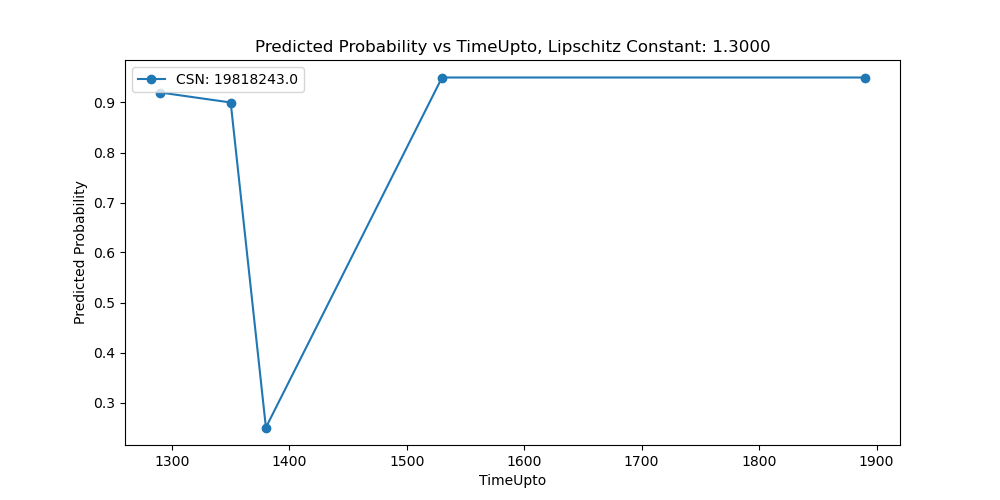 Predicted Probability vs TimeUpto, Lipschitz Constant: 1.3000
CSN: 19818243.0
Predicted Probability
0.9
0.8
0.7
0.6
0.5
0.4
0.3
1300 1400 1500 1600 1700 1800 1900
TimeUpto